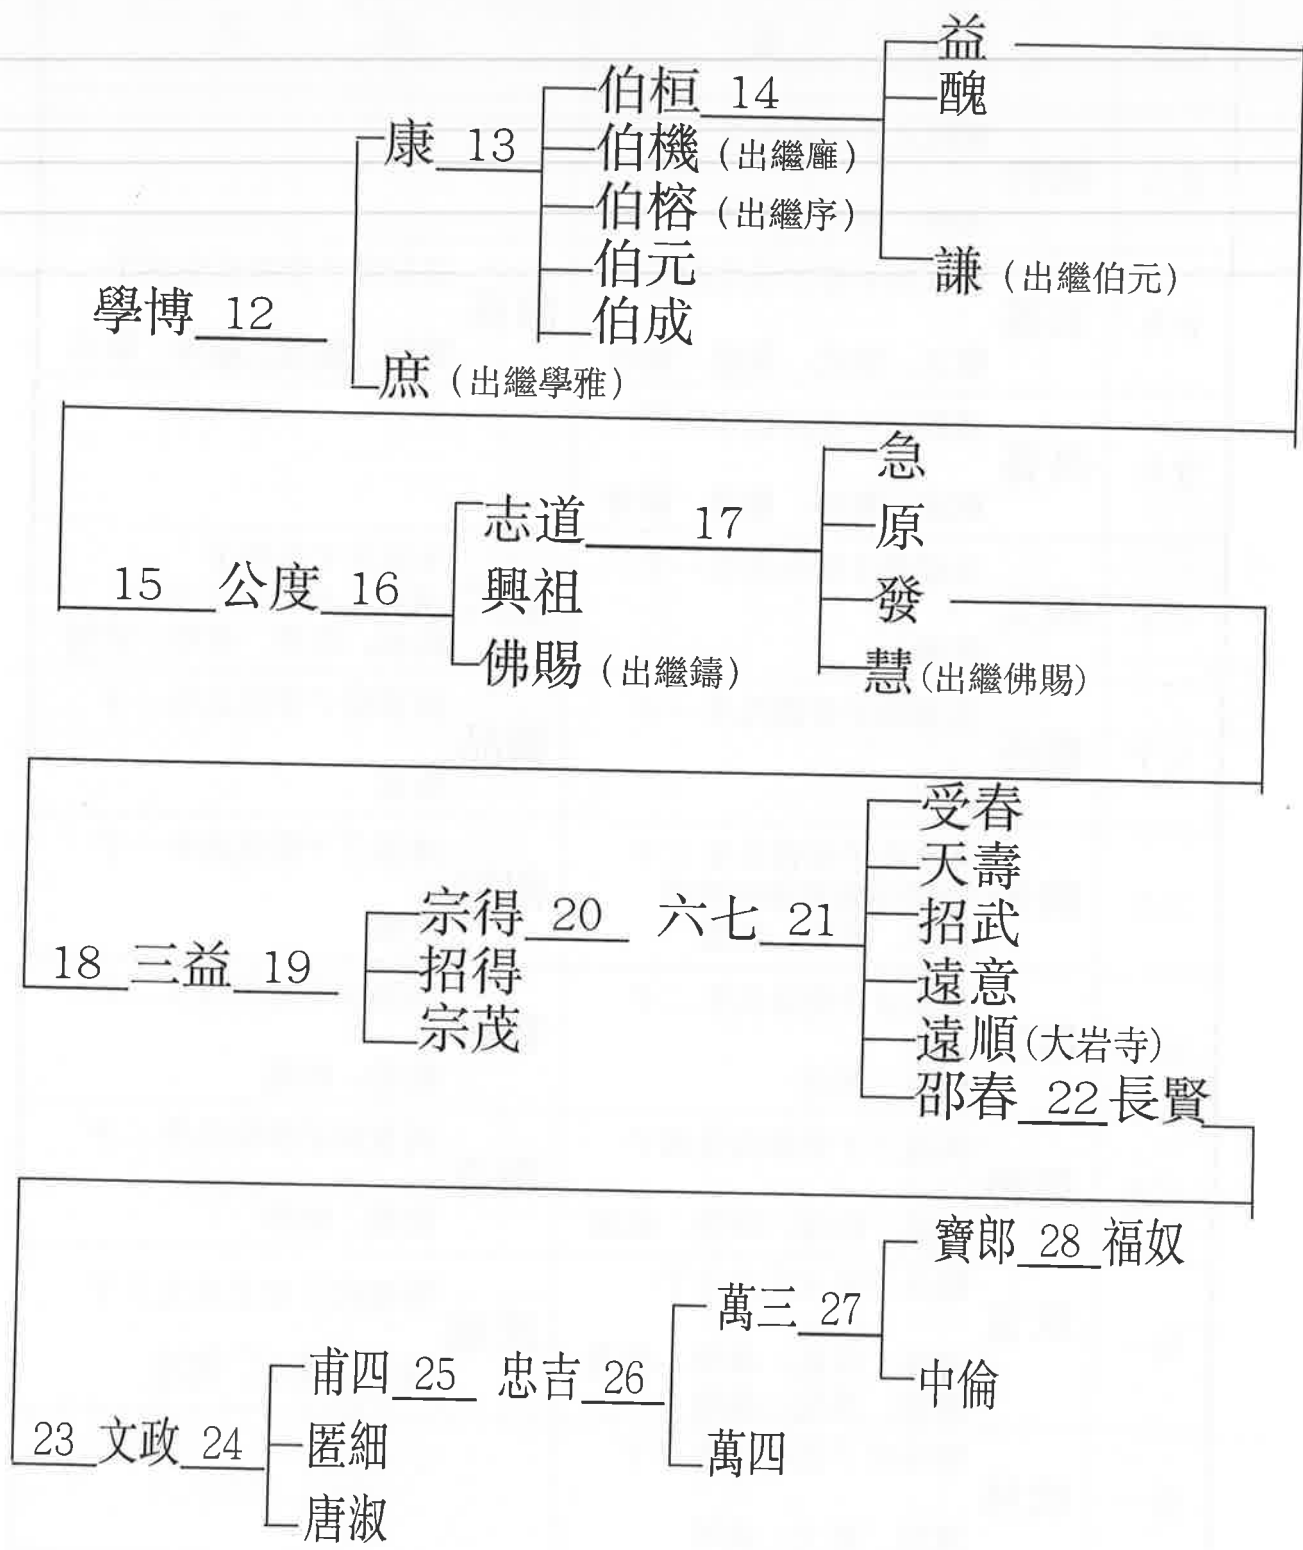 益
醜
伯桓 14
康 13
伯機 (出繼廱)
伯榕 (出繼序)
伯元
謙 (出繼伯元)
學博 12
伯成
庶 (出繼學雅)
急
志道 17
原
15 公度 16
興祖
發
佛賜 (出繼鑄)
慧 (出繼佛賜)
受春
天壽
宗得 20 六七 21
招武
18 三益 19
招得
遠意
宗茂
遠順 (大岩寺)
邵春 22 長賢
寶郎 28 福奴
萬三 27
甫四 25 忠吉 26
中倫
23 文政 24
匿細
萬四
唐淑